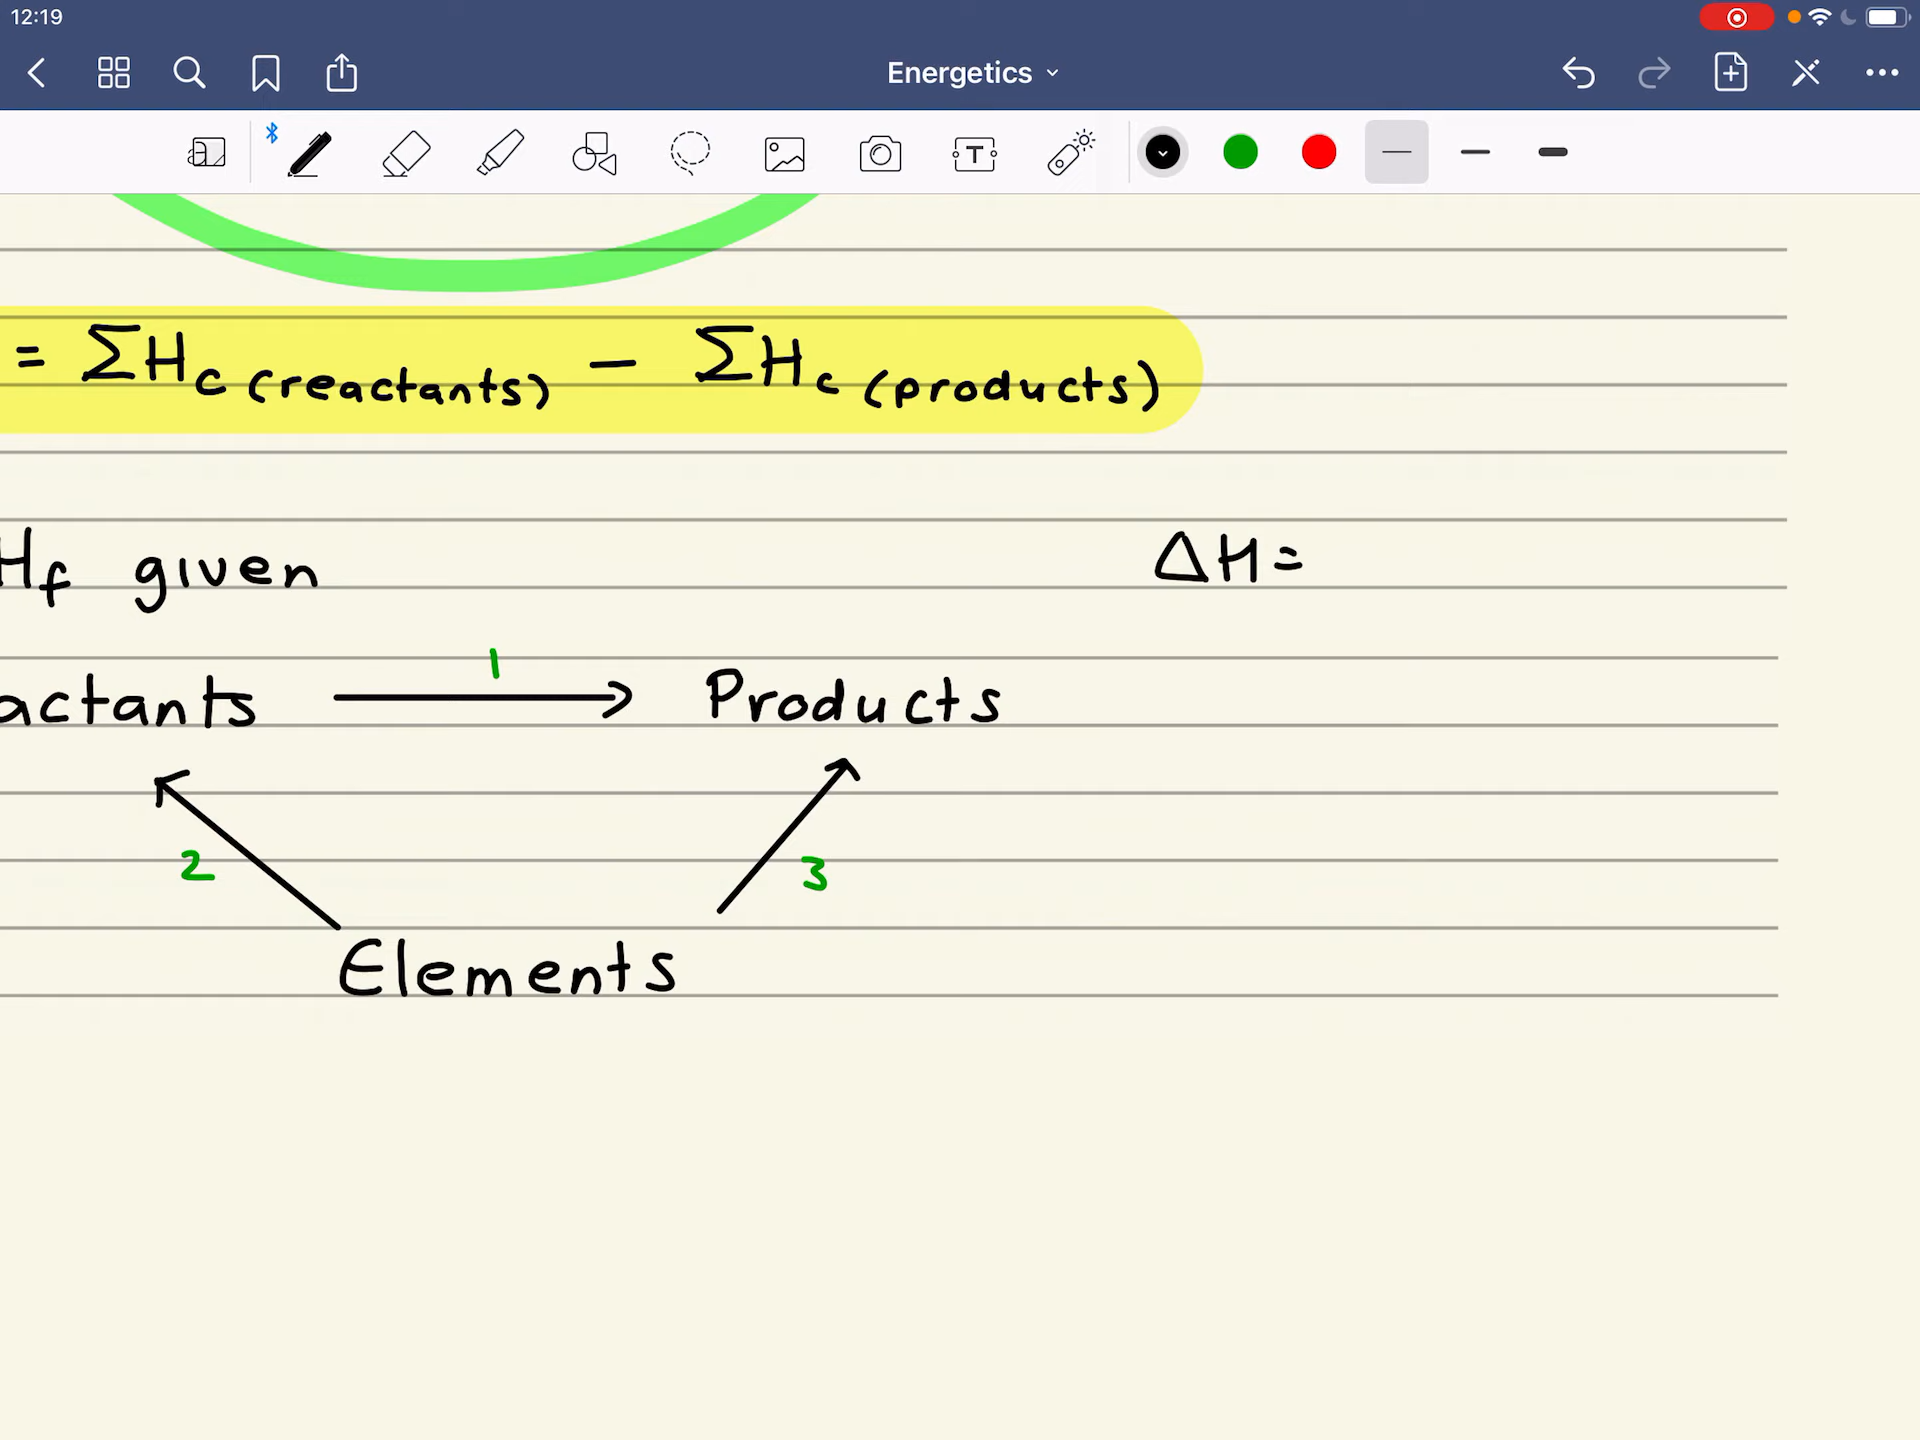 12:19
Energetics
= ΣHc (reactants) − ΣHc (products)
Hf given
ΔH =
1
actants → Products
2
3
Elements